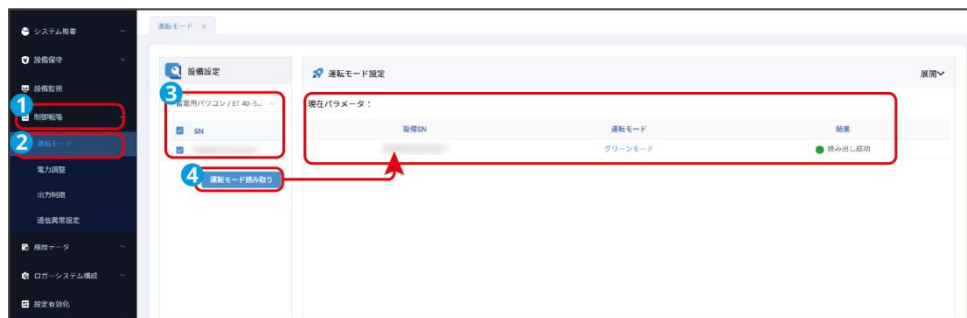 システム概要
運転モード ×
設備保守
設備監視
1
制御戦略
2
運転モード
電力調整
出力制限
通信異常設定
履歴データ
ロガーシステム構成
設定有効化
設備設定
3
蓄電用パワコン / ET 40-5...
SN
4
運転モード読み取り
運転モード設定
展開
現在パラメータ：
設備SN 運転モード 結果
グリーンモード 読み出し成功